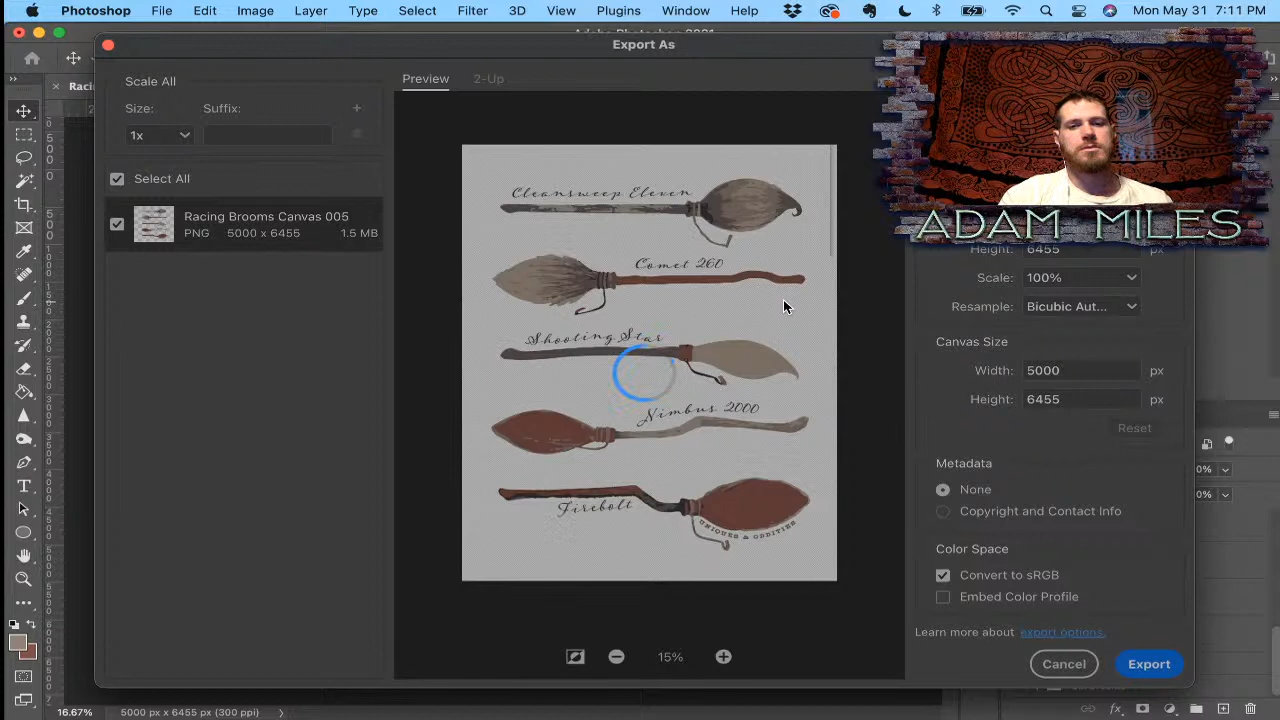 Photoshop File Edit Image Layer Type Select Filter 3D View Plugins Window Help Mon May 31 7:11 PM
Export As
Scale All
Preview 2-Up
Size: Suffix:
1x
Select All
Racing Brooms Canvas 005
PNG 5000 x 6455 1.5 MB
Cleansweep Eleven
Comet 260
Shooting Star
Nimbus 2000
Firebolt
UNIQUES & ODDITIES
15%
ADAM MILES
Height: 6455 px
Scale: 100%
Resample: Bicubic Aut...
Canvas Size
Width: 5000 px
Height: 6455 px
Reset
Metadata
None
Copyright and Contact Info
Color Space
Convert to sRGB
Embed Color Profile
Learn more about export options.
Cancel Export
16.67% 5000 px x 6455 px (300 ppi)